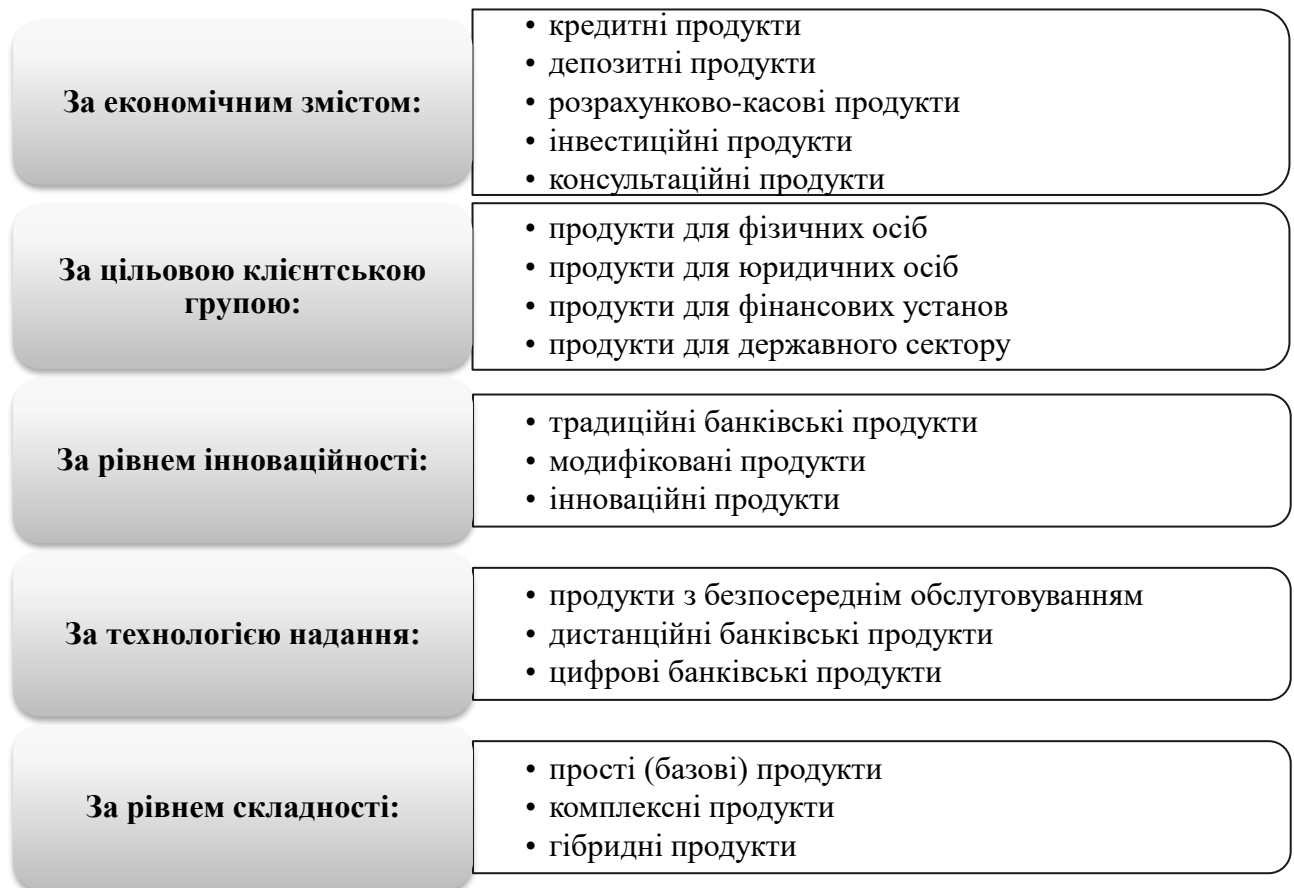 За економічним змістом:
• кредитні продукти
• депозитні продукти
• розрахунково-касові продукти
• інвестиційні продукти
• консультаційні продукти
За цільовою клієнтською
групою:
• продукти для фізичних осіб
• продукти для юридичних осіб
• продукти для фінансових установ
• продукти для державного сектору
За рівнем інноваційності:
• традиційні банківські продукти
• модифіковані продукти
• інноваційні продукти
За технологією надання:
• продукти з безпосереднім обслуговуванням
• дистанційні банківські продукти
• цифрові банківські продукти
За рівнем складності:
• прості (базові) продукти
• комплексні продукти
• гібридні продукти